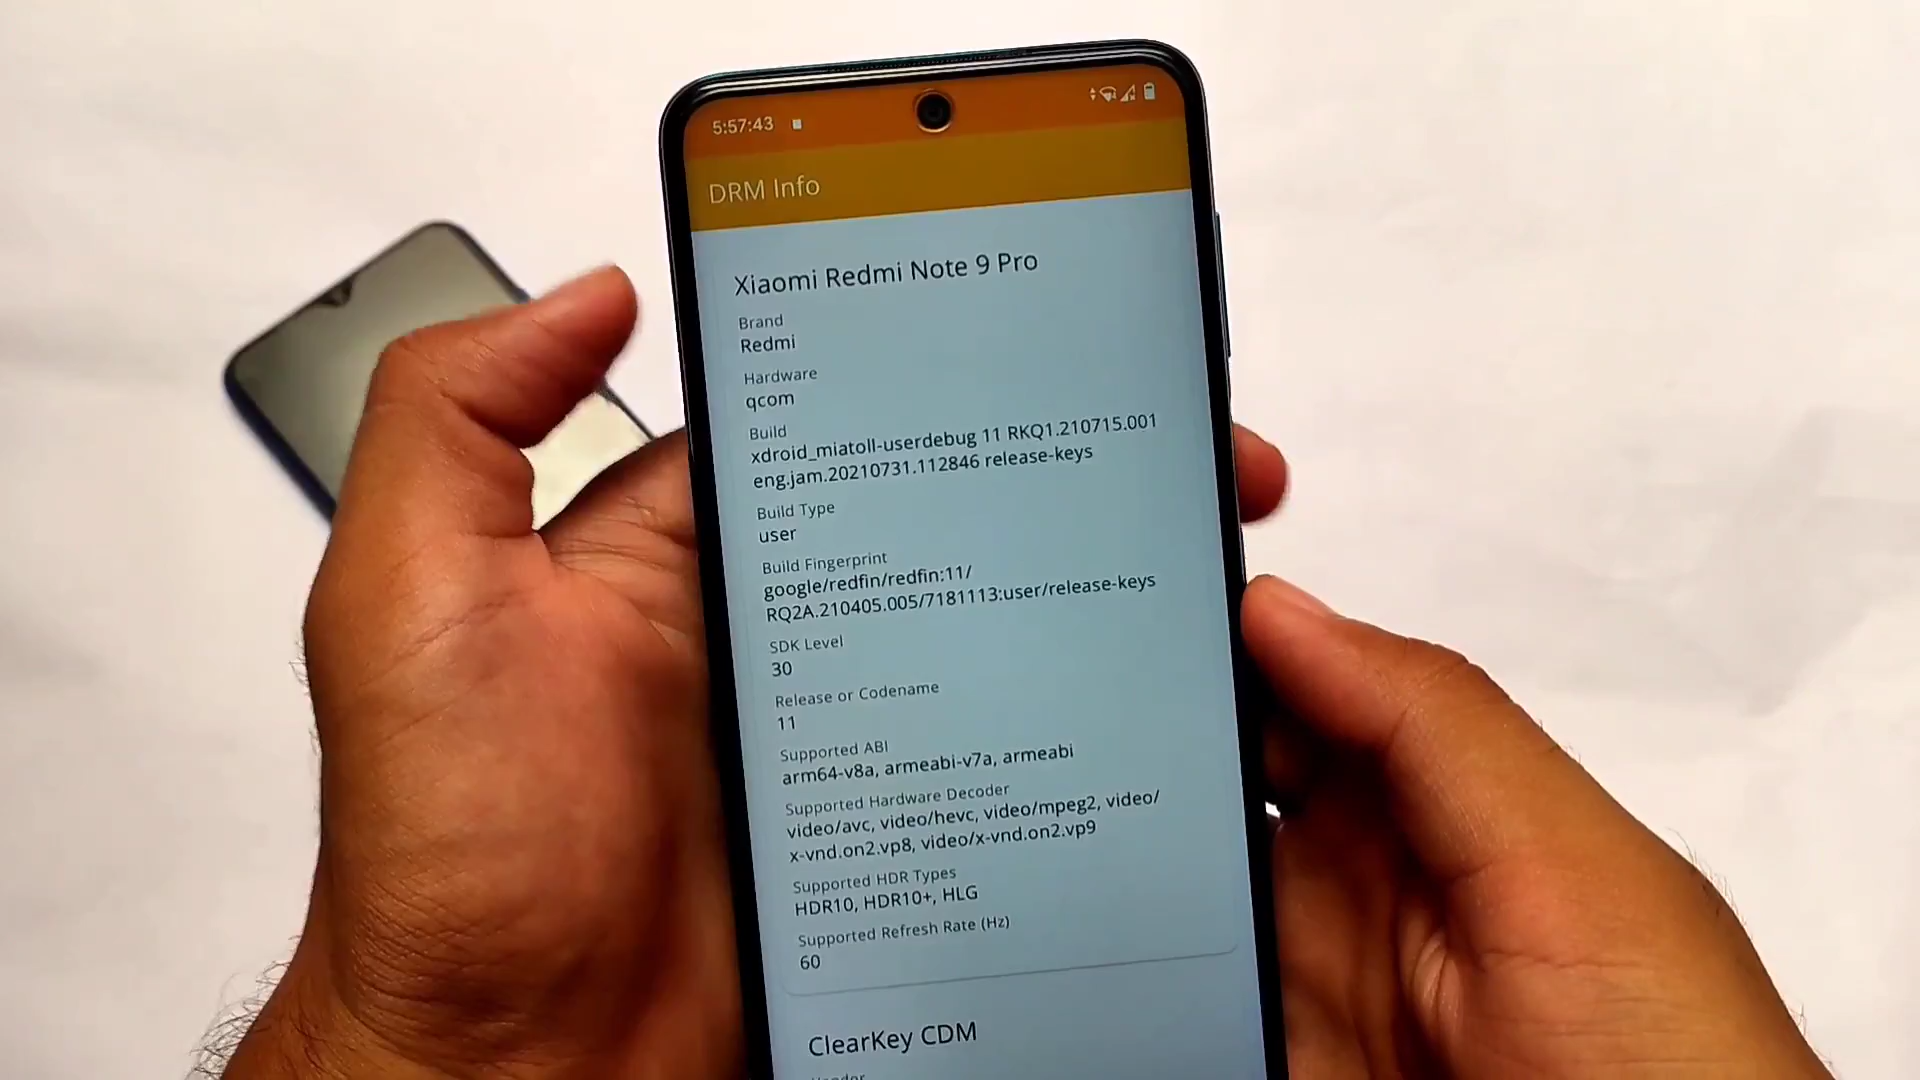 5:57:43
DRM Info
Xiaomi Redmi Note 9 Pro
Brand
Redmi
Hardware
qcom
Build
xdroid_miatoll-userdebug 11 RKQ1.210715.001
eng.jam.20210731.112846 release-keys
Build Type
user
Build Fingerprint
google/redfin/redfin:11/
RQ2A.210405.005/7181113:user/release-keys
SDK Level
30
Release or Codename
11
Supported ABI
arm64-v8a, armeabi-v7a, armeabi
Supported Hardware Decoder
video/avc, video/hevc, video/mpeg2, video/
x-vnd.on2.vp8, video/x-vnd.on2.vp9
Supported HDR Types
HDR10, HDR10+, HLG
Supported Refresh Rate (Hz)
60
ClearKey CDM